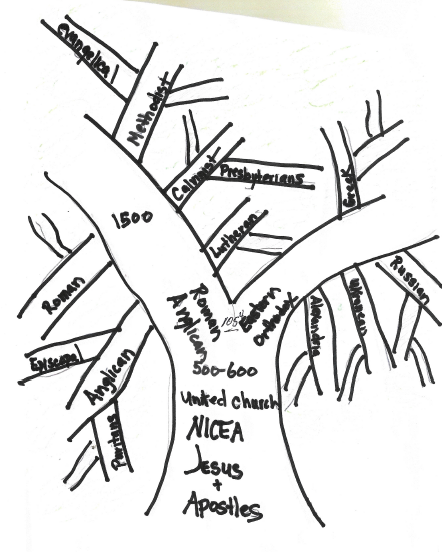 Evangelical
Methodist
Calvinist
Presbyterians
Greek
1500
Lutheran
Russian
Roman
Roman
Anglican
1054
Eastern
Orthodox
Alexandria
Ukranean
Episcopal
Anglican
Puritans
500-600
United Church
NICEA
JESUS
+
Apostles